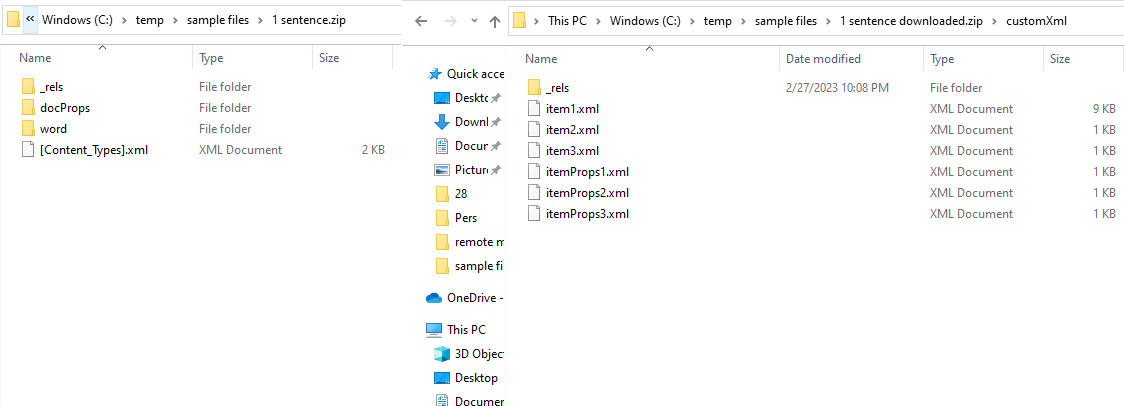 « Windows (C:) › temp › sample files › 1 sentence.zip
Name Type Size
_rels File folder
docProps File folder
word File folder
[Content_Types].xml XML Document 2 KB
› This PC › Windows (C:) › temp › sample files › 1 sentence downloaded.zip › customXml
Name Date modified Type Size
Quick acce
Deskt
Downl
Docun
Picture
28
Pers
remote m
sample fi
OneDrive -
This PC
3D Objec
Desktop
Documen
_rels 2/27/2023 10:08 PM File folder
item1.xml XML Document 9 KB
item2.xml XML Document 1 KB
item3.xml XML Document 1 KB
itemProps1.xml XML Document 1 KB
itemProps2.xml XML Document 1 KB
itemProps3.xml XML Document 1 KB